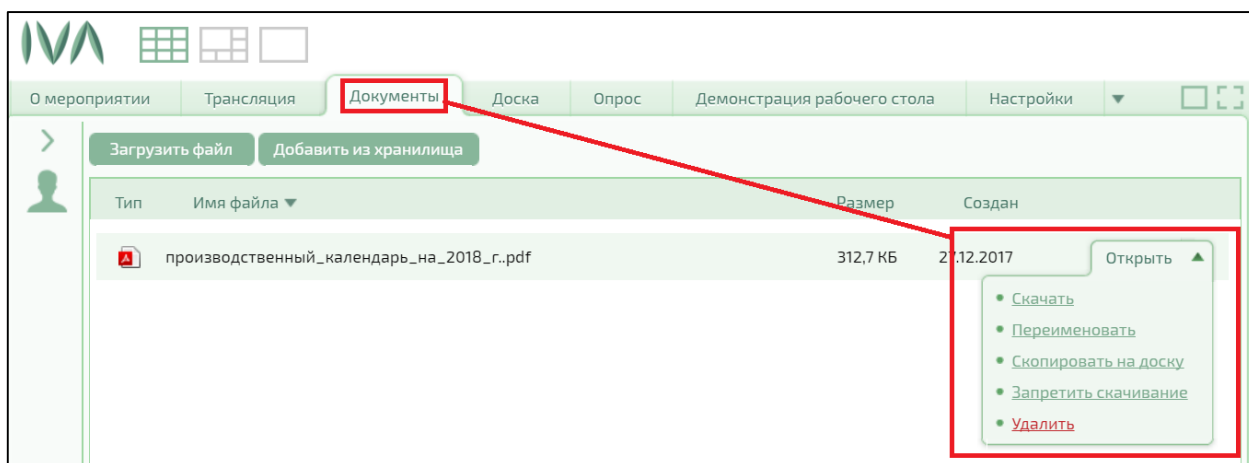 IVA
О мероприятии Трансляция Документы Доска Опрос Демонстрация рабочего стола Настройки
Загрузить файл Добавить из хранилища
Тип Имя файла Размер Создан
производственный_календарь_на_2018_г..pdf 312,7 КБ 27.12.2017 Открыть
Скачать
Переименовать
Скопировать на доску
Запретить скачивание
Удалить